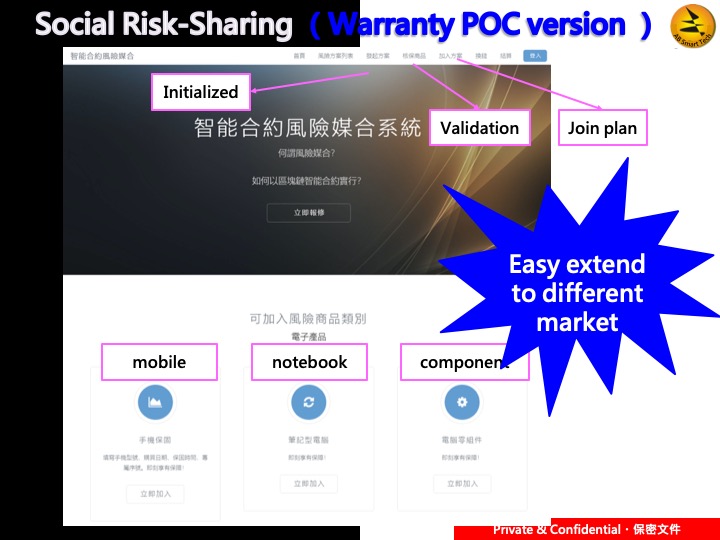 Social Risk-Sharing （Warranty POC version ）
AB Smart Tech
智能合約風險媒合
首頁 風險方案列表 發起方案 核保商品 加入方案 換錢 結算 登入
Initialized
智能合約風險媒合系統
Validation
Join plan
何謂風險媒合?
如何以區塊鏈智能合約實行?
立即報修
Easy extend
to different
market
可加入風險商品類別
電子產品
mobile
notebook
component
手機保固
筆記型電腦
電腦零組件
填寫手機型號、購買日期、保固時間、專
屬序號。即刻享有保障!
即刻享有保障!
即刻享有保障!
立即加入
立即加入
立即加入
Private & Confidential・保密文件